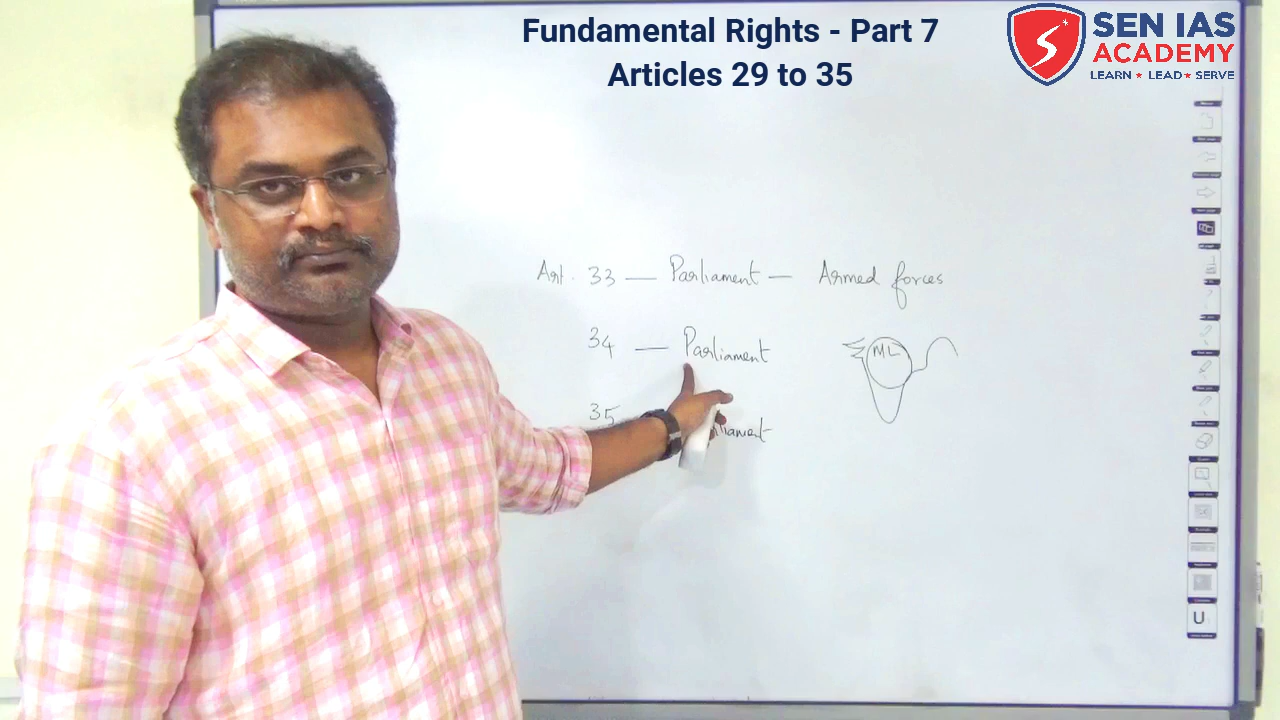 Fundamental Rights - Part 7
Articles 29 to 35
SEN IAS
ACADEMY
LEARN ★ LEAD ★ SERVE
Art. 33 — Parliament — Armed forces
34 — Parliament
ML
35
U